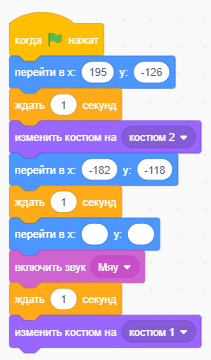 когда нажат
перейти в x: 195 y: -126
ждать 1 секунд
изменить костюм на костюм 2
перейти в x: -182 y: -118
ждать 1 секунд
перейти в x: y:
включить звук Мяу
ждать 1 секунд
изменить костюм на костюм 1